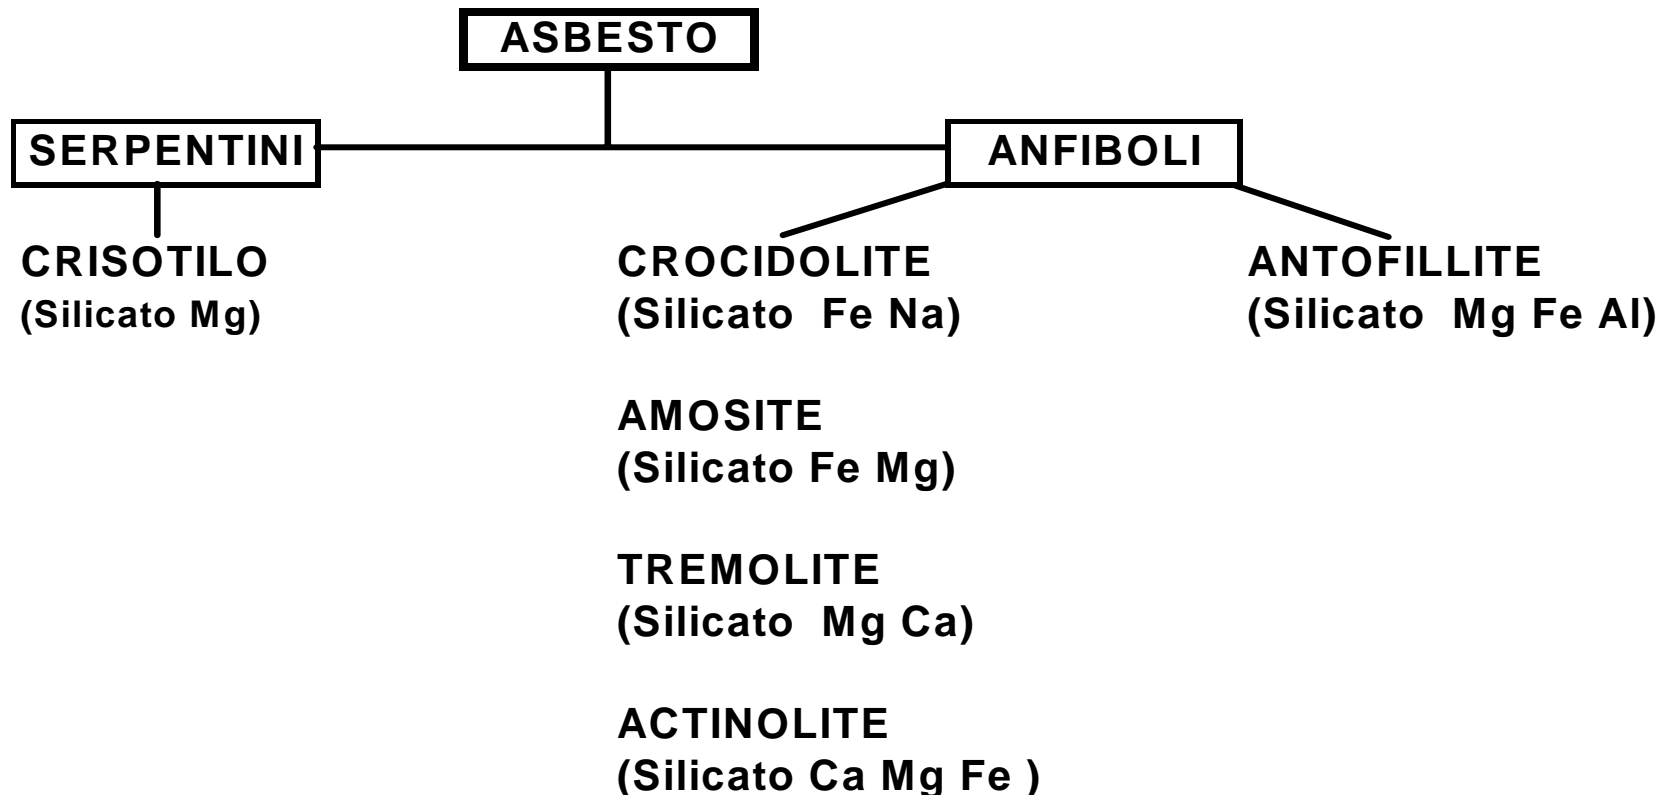 ASBESTO
SERPENTINI
ANFIBOLI
CRISOTILO
(Silicato Mg)
CROCIDOLITE
(Silicato Fe Na)
AMOSITE
(Silicato Fe Mg)
TREMOLITE
(Silicato Mg Ca)
ACTINOLITE
(Silicato Ca Mg Fe )
ANTOFILLITE
(Silicato Mg Fe Al)